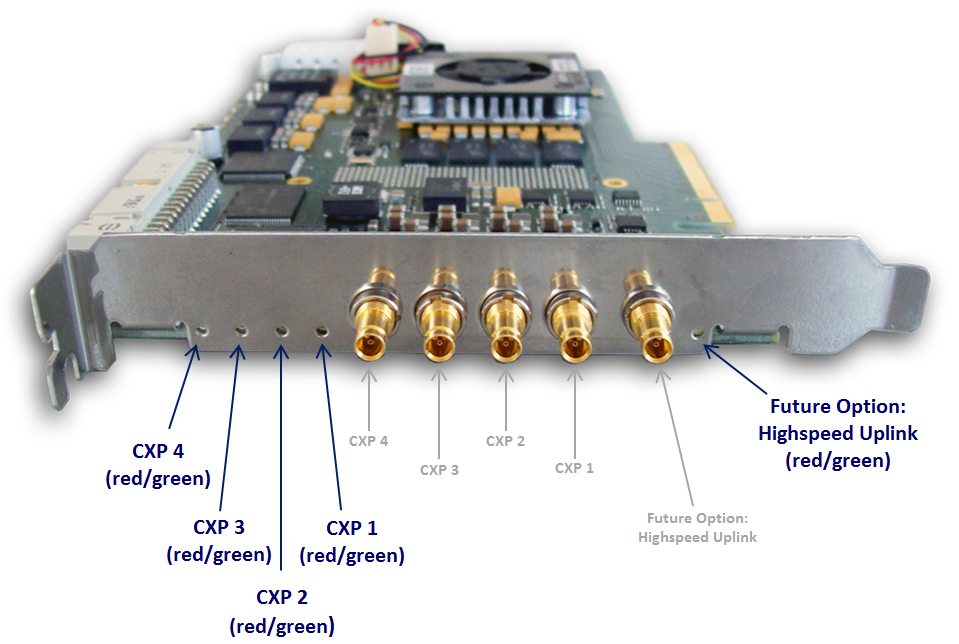 CXP 4
(red/green)
CXP 3
(red/green)
CXP 2
(red/green)
CXP 1
(red/green)
CXP 4
CXP 3
CXP 2
CXP 1
Future Option:
Highspeed Uplink
Future Option:
Highspeed Uplink
(red/green)